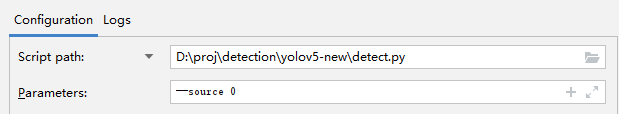 Configuration Logs
Script path: D:\proj\detection\yolov5-new\detect.py
Parameters: —source 0